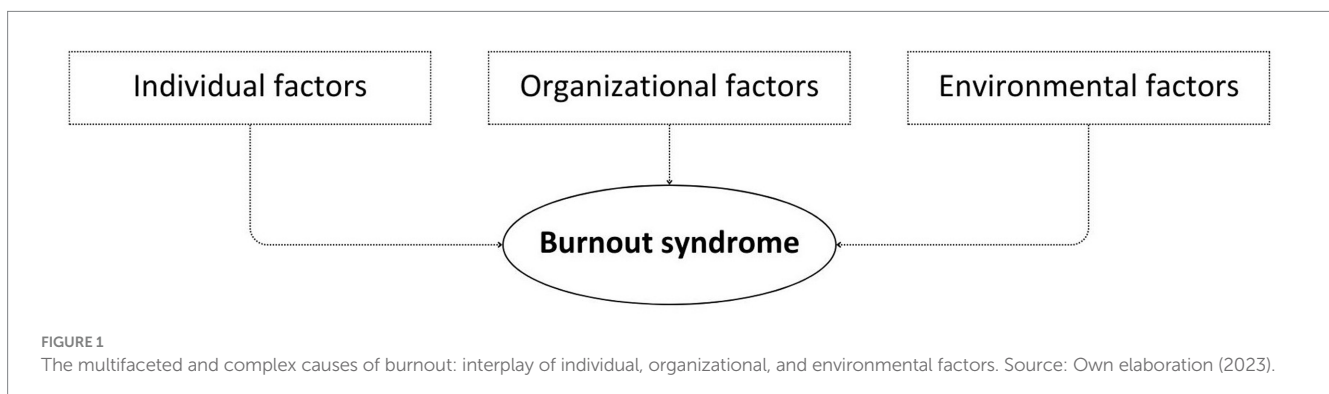 Individual factors
Organizational factors
Environmental factors
Burnout syndrome
FIGURE 1
The multifaceted and complex causes of burnout: interplay of individual, organizational, and environmental factors. Source: Own elaboration (2023).